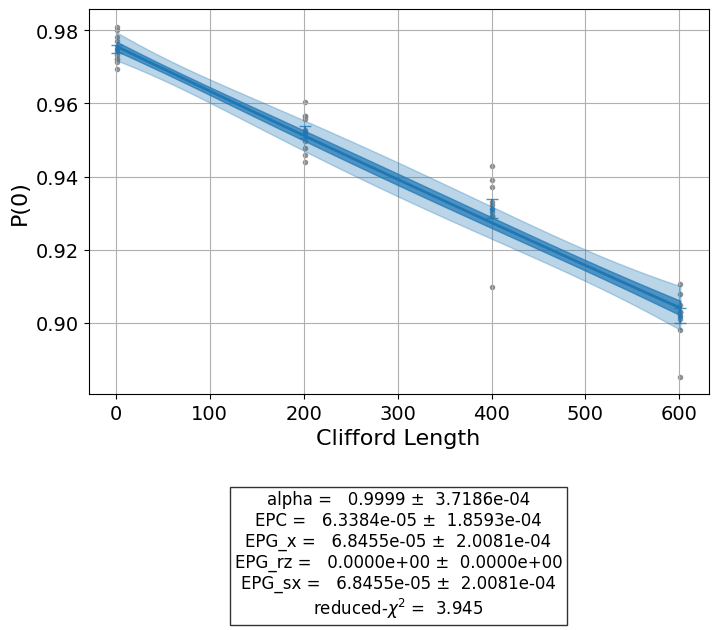 0.98
0.96
0.94
0.92
0.90
P(0)
0 100 200 300 400 500 600
Clifford Length
alpha = 0.9999 ± 3.7186e-04
EPC = 6.3384e-05 ± 1.8593e-04
EPG_x = 6.8455e-05 ± 2.0081e-04
EPG_rz = 0.0000e+00 ± 0.0000e+00
EPG_sx = 6.8455e-05 ± 2.0081e-04
reduced-χ² = 3.945